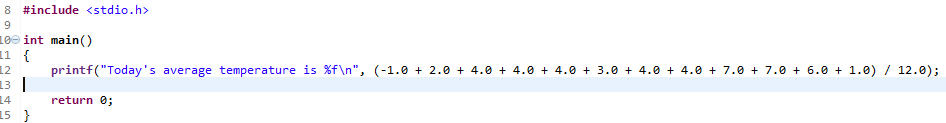 8 #include <stdio.h>
9
10 int main()
11 {
12 printf("Today's average temperature is %f\n", (-1.0 + 2.0 + 4.0 + 4.0 + 4.0 + 3.0 + 4.0 + 4.0 + 7.0 + 7.0 + 6.0 + 1.0) / 12.0);
13
14 return 0;
15 }